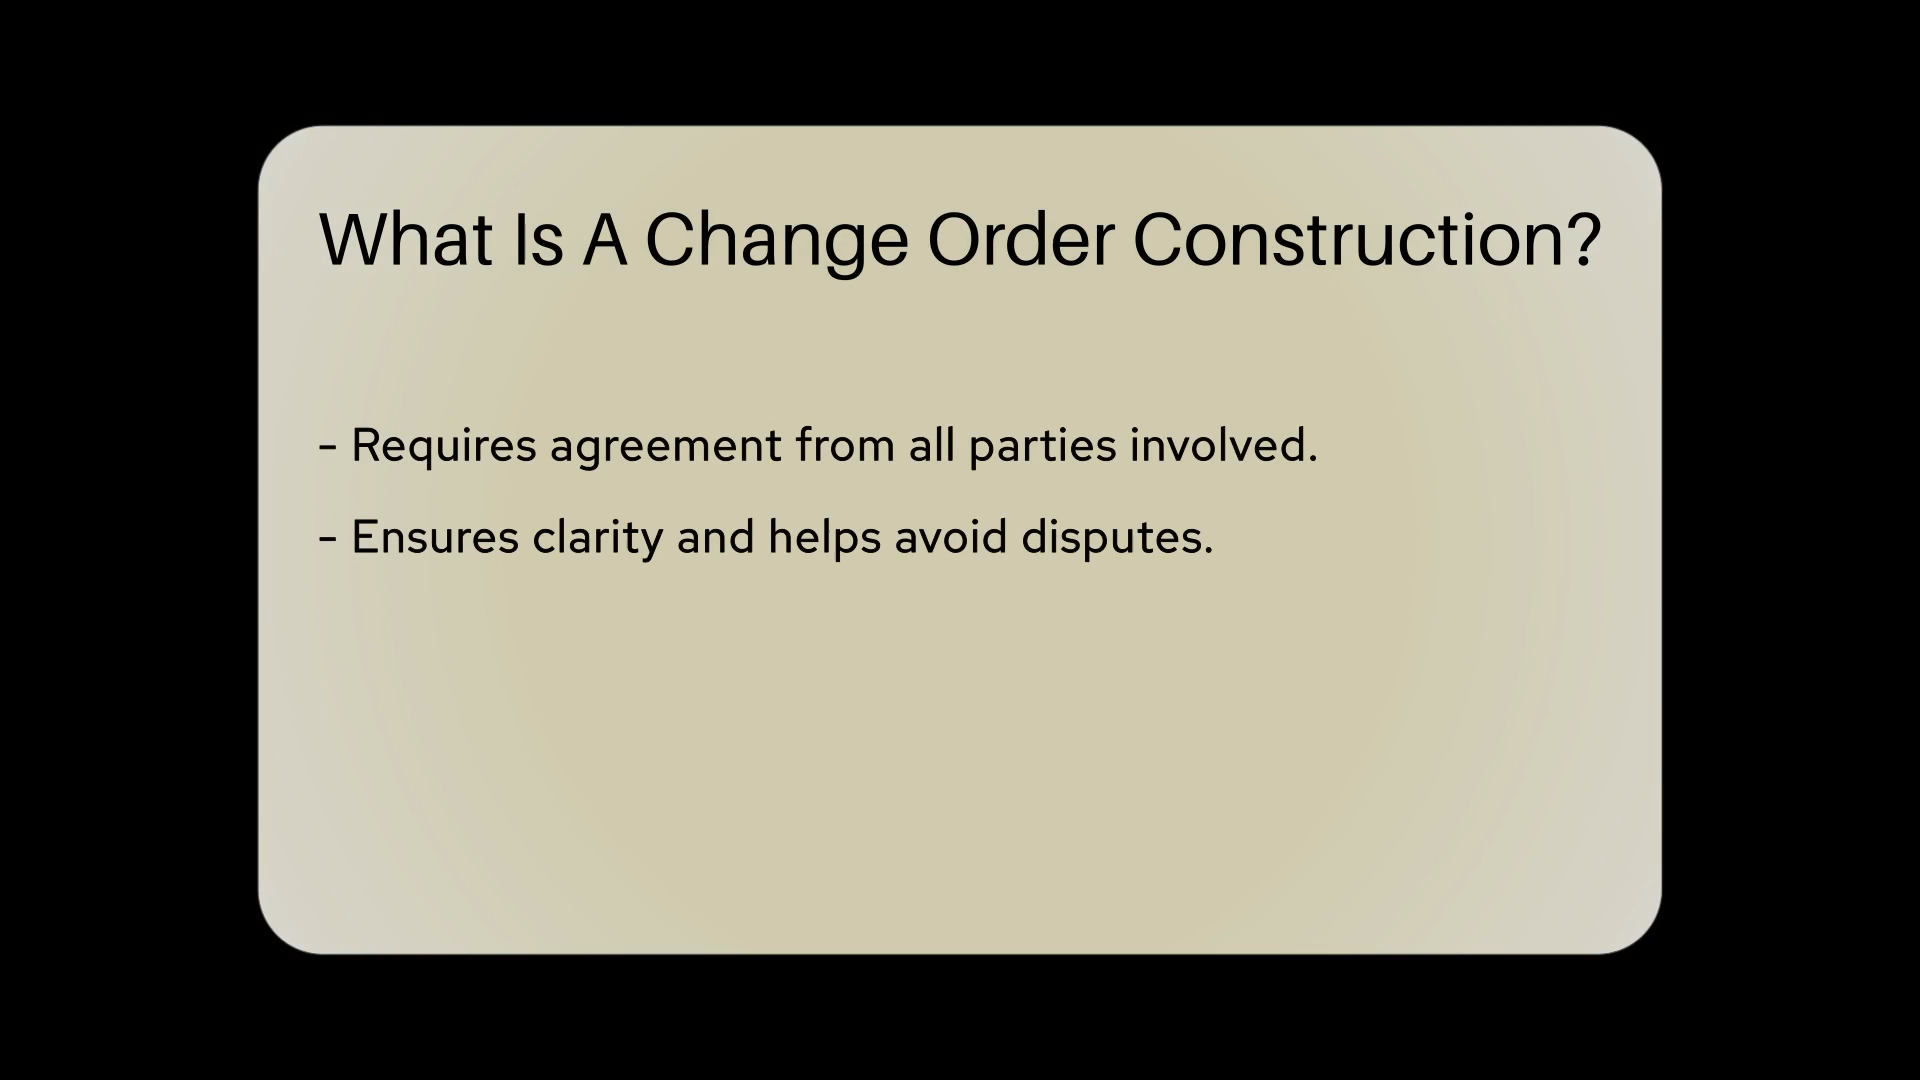 What Is A Change Order Construction?
- Requires agreement from all parties involved.
- Ensures clarity and helps avoid disputes.